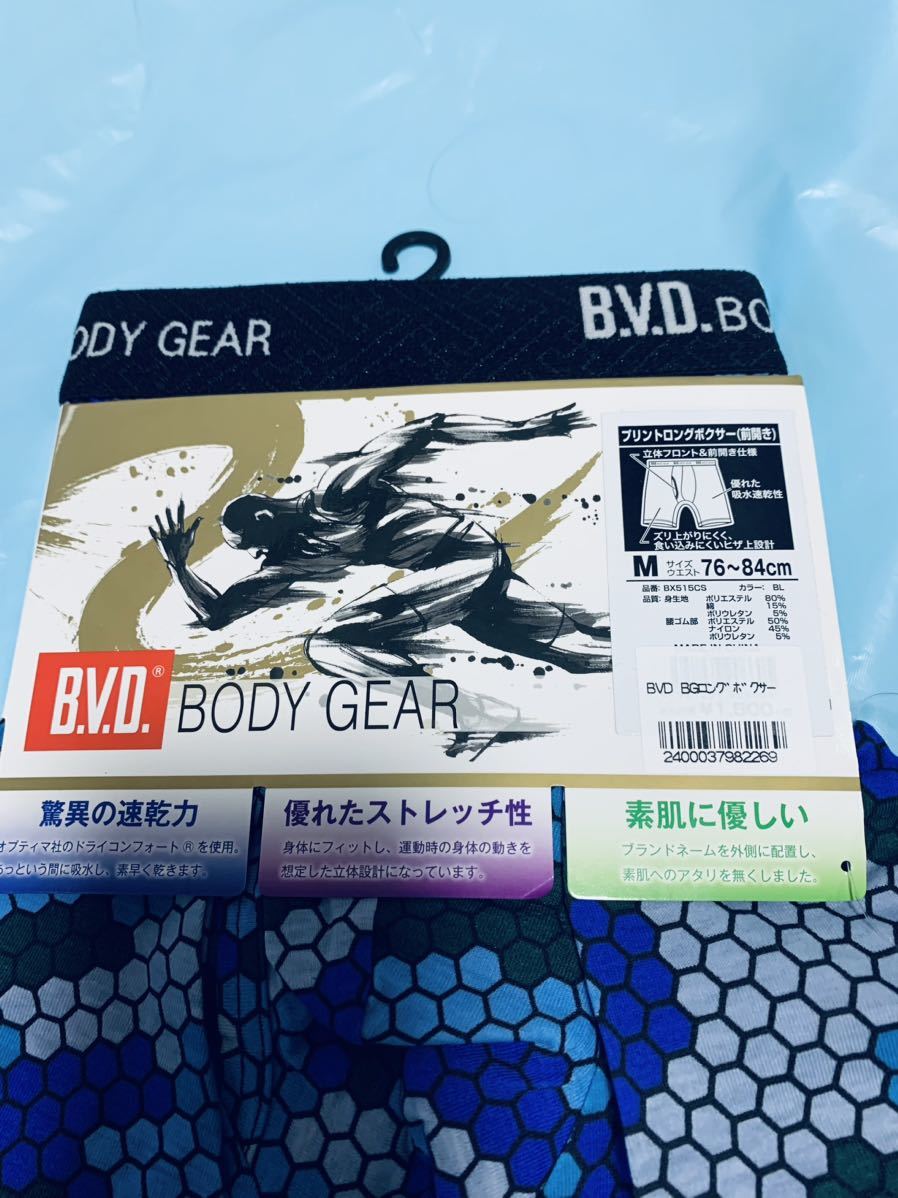 ODY GEAR
B.V.D. BO
プリントロングボクサー(前開き)
立体フロント&前開き仕様
優れた
吸水速乾性
ズリ上がりにくく、
食い込みにくいヒザ上設計
M サイズ ウエスト 76～84cm
品番: BX515CS カラー: BL
品質: 身生地 ポリエステル 80%
綿 15%
ポリウレタン 5%
腰ゴム部 ポリエステル 50%
ナイロン 45%
ポリウレタン 5%
BVD BGロングボクサー
¥1,500
2400037982269
B.V.D.®
BODY GEAR
驚異の速乾力
オプティマ社のドライコンフォート®を使用。
あっという間に吸水し、素早く乾きます。
優れたストレッチ性
身体にフィットし、運動時の身体の動きを
想定した立体設計になっています。
素肌に優しい
ブランドネームを外側に配置し、
素肌へのアタリを無くしました。